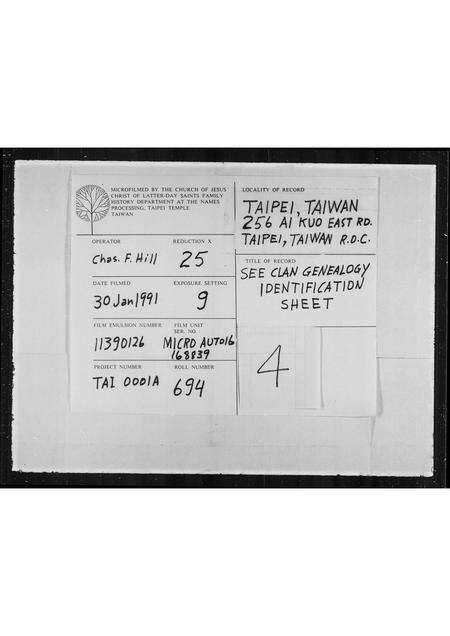 MICROFILMED BY THE CHURCH OF JESUS
CHRIST OF LATTER-DAY SAINTS FAMILY
HISTORY DEPARTMENT AT THE NAMES
PROCESSING, TAIPEI TEMPLE
TAIWAN
OPERATOR
Chas. F. Hill
REDUCTION X
25
DATE FILMED
30 Jan 1991
EXPOSURE SETTING
9
FILM EMULSION NUMBER
11390126
FILM UNIT
SER. NO.
MICRO AUTO16
168839
PROJECT NUMBER
TAI 0001A
ROLL NUMBER
694
LOCALITY OF RECORD
TAIPEI, TAIWAN
256 AI KUO EAST RD.
TAIPEI, TAIWAN R.O.C.
TITLE OF RECORD
SEE CLAN GENEALOGY
IDENTIFICATION
SHEET
4